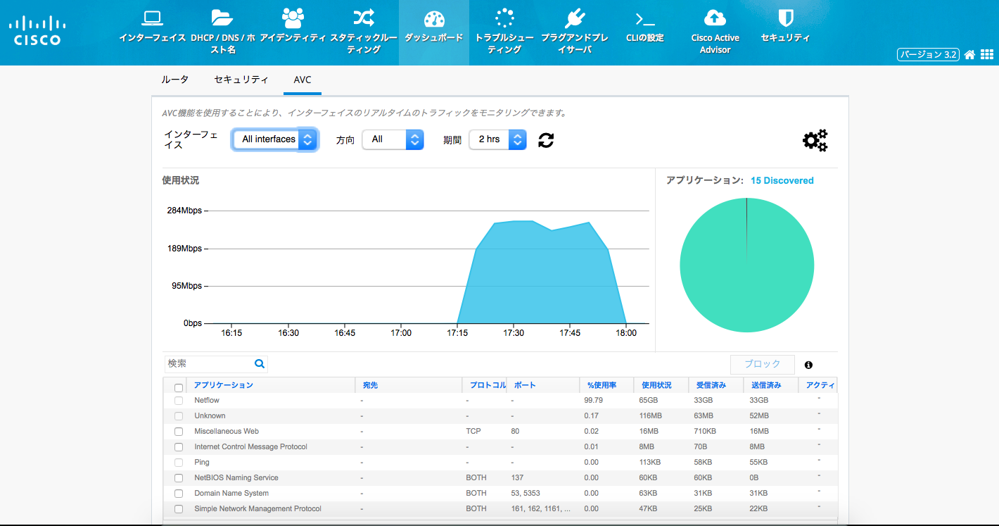 CISCO
インターフェイス
DHCP / DNS / ホスト名
アイデンティティ
スタティックルーティング
ダッシュボード
トラブルシューティング
プラグアンドプレイサーバ
CLIの設定
Cisco Active Advisor
セキュリティ
バージョン 3.2
ルータ セキュリティ AVC
AVC機能を使用することにより、インターフェイスのリアルタイムのトラフィックをモニタリングできます。
インターフェイス All interfaces 方向 All 期間 2 hrs
使用状況
284Mbps
189Mbps
95Mbps
0bps
16:15 16:30 16:45 17:00 17:15 17:30 17:45 18:00
アプリケーション: 15 Discovered
検索
ブロック
アプリケーション 宛先 プロトコル ポート %使用率 使用状況 受信済み 送信済み アクティ
Netflow - - - 99.79 65GB 33GB 33GB -
Unknown - - - 0.17 116MB 63MB 52MB -
Miscellaneous Web - TCP 80 0.02 16MB 710KB 16MB -
Internet Control Message Protocol - - - 0.01 8MB 70B 8MB -
Ping - - - 0.00 113KB 58KB 55KB -
NetBIOS Naming Service - BOTH 137 0.00 60KB 60KB 0B -
Domain Name System - BOTH 53, 5353 0.00 63KB 31KB 31KB -
Simple Network Management Protocol - BOTH 161, 162, 1161, ... 0.00 47KB 25KB 22KB -